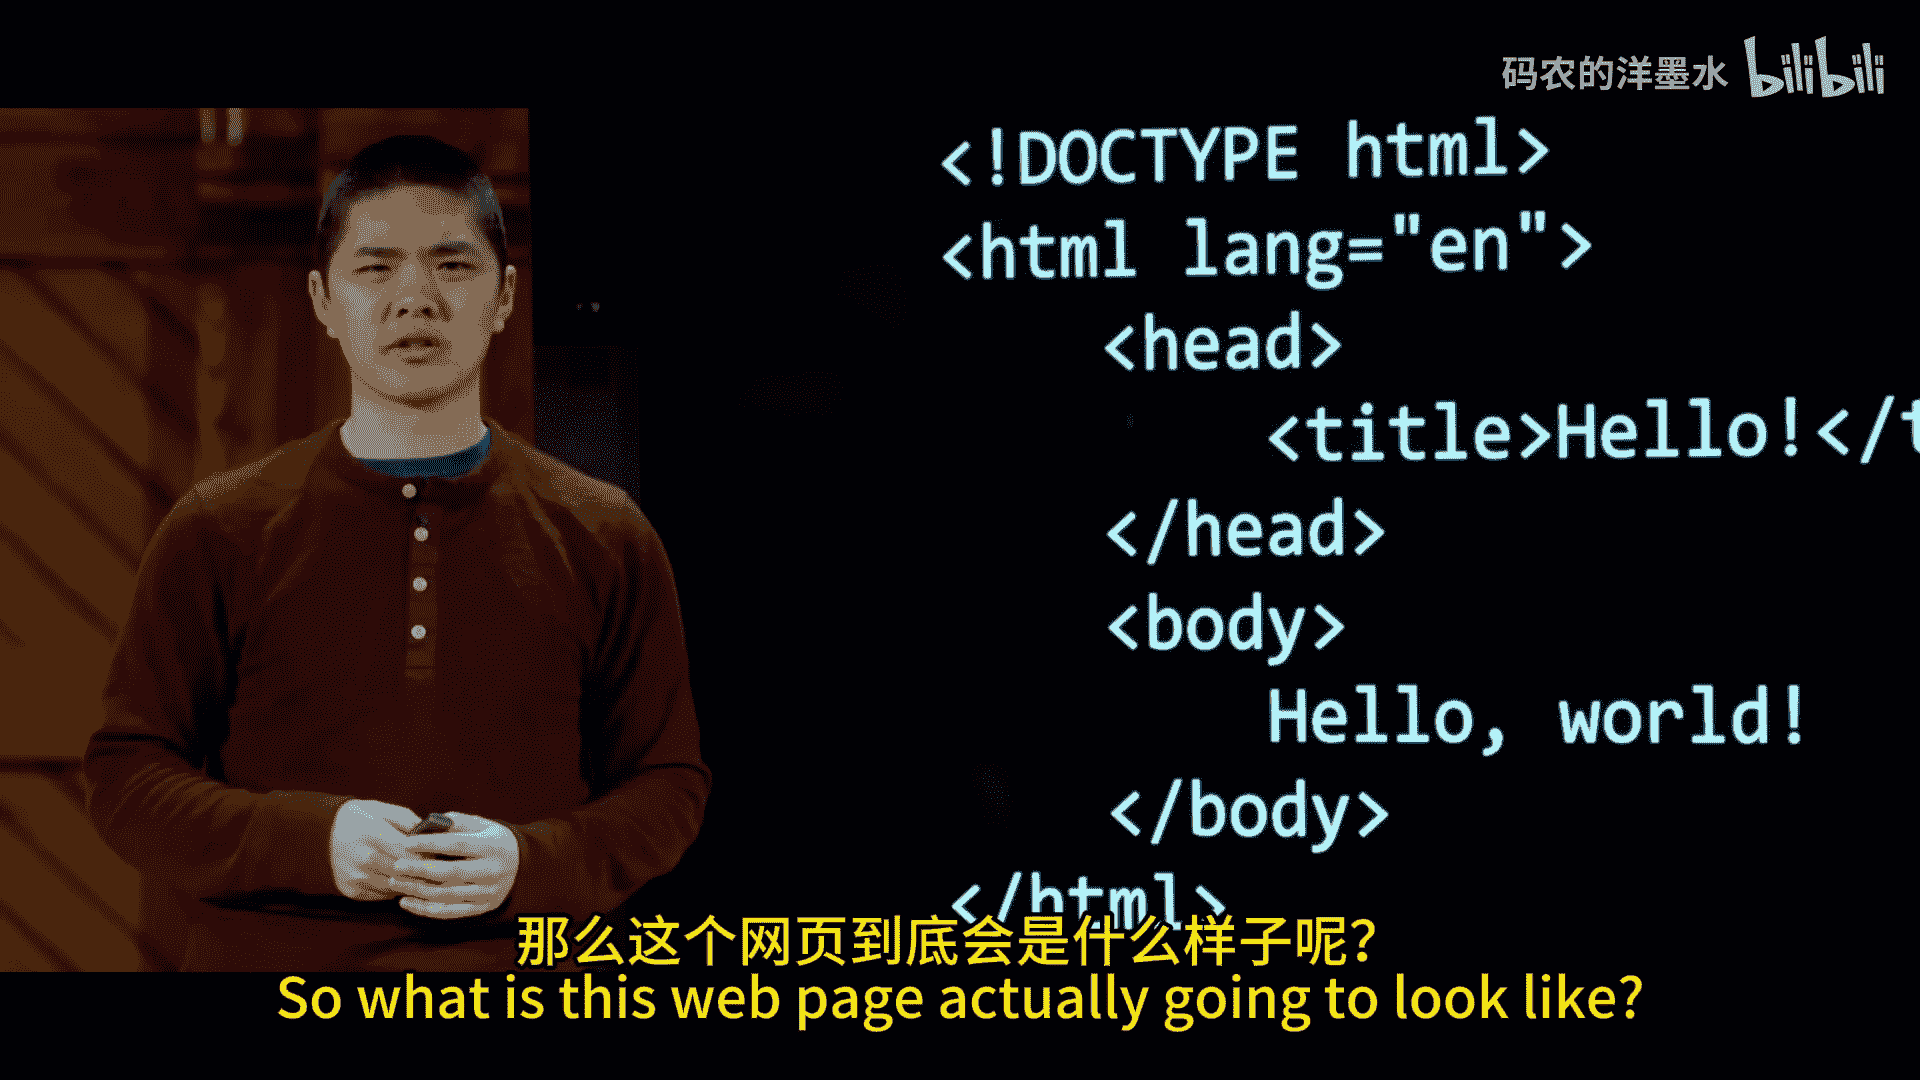 码农的洋墨水 bilibili
<!DOCTYPE html>
<html lang="en">
<head>
<title>Hello!</t
</head>
<body>
Hello, world!
</body>
</html>
那么这个网页到底会是什么样子呢?
So what is this web page actually going to look like?